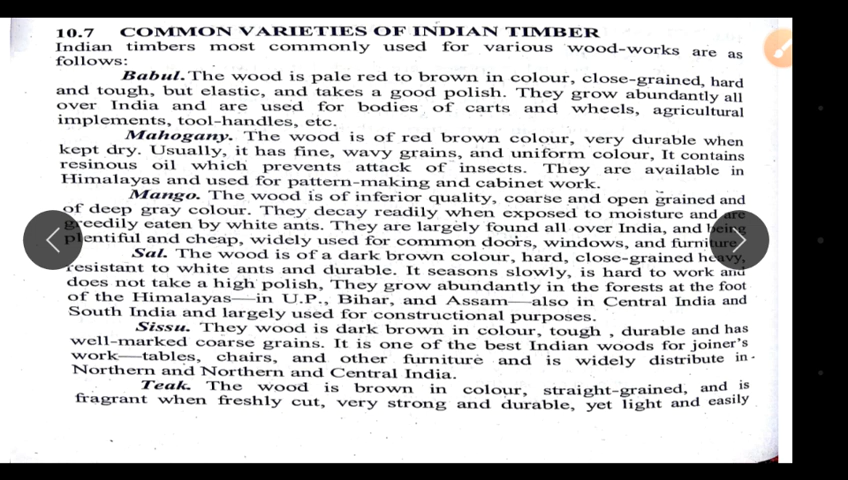 10.7 COMMON VARIETIES OF INDIAN TIMBER
Indian timbers most commonly used for various wood-works are as
follows:
Babul. The wood is pale red to brown in colour, close-grained, hard
and tough, but elastic, and takes a good polish. They grow abundantly all
over India and are used for bodies of carts and wheels, agricultural
implements, tool-handles, etc.
Mahogany. The wood is of red brown colour, very durable when
kept dry. Usually, it has fine, wavy grains, and uniform colour, It contains
resinous oil which prevents attack of insects. They are available in
Himalayas and used for pattern-making and cabinet work.
Mango. The wood is of inferior quality, coarse and open grained and
of deep gray colour. They decay readily when exposed to moisture and are
greedily eaten by white ants. They are largely found all over India, and being
plentiful and cheap, widely used for common doors, windows, and furniture
Sal. The wood is of a dark brown colour, hard, close-grained heavy,
resistant to white ants and durable. It seasons slowly, is hard to work and
does not take a high polish, They grow abundantly in the forests at the foot
of the Himalayas—in U.P., Bihar, and Assam—also in Central India and
South India and largely used for constructional purposes.
Sissu. They wood is dark brown in colour, tough , durable and has
well-marked coarse grains. It is one of the best Indian woods for joiner's
work—tables, chairs, and other furniture and is widely distribute in
Northern and Northern and Central India.
Teak. The wood is brown in colour, straight-grained, and is
fragrant when freshly cut, very strong and durable, yet light and easily